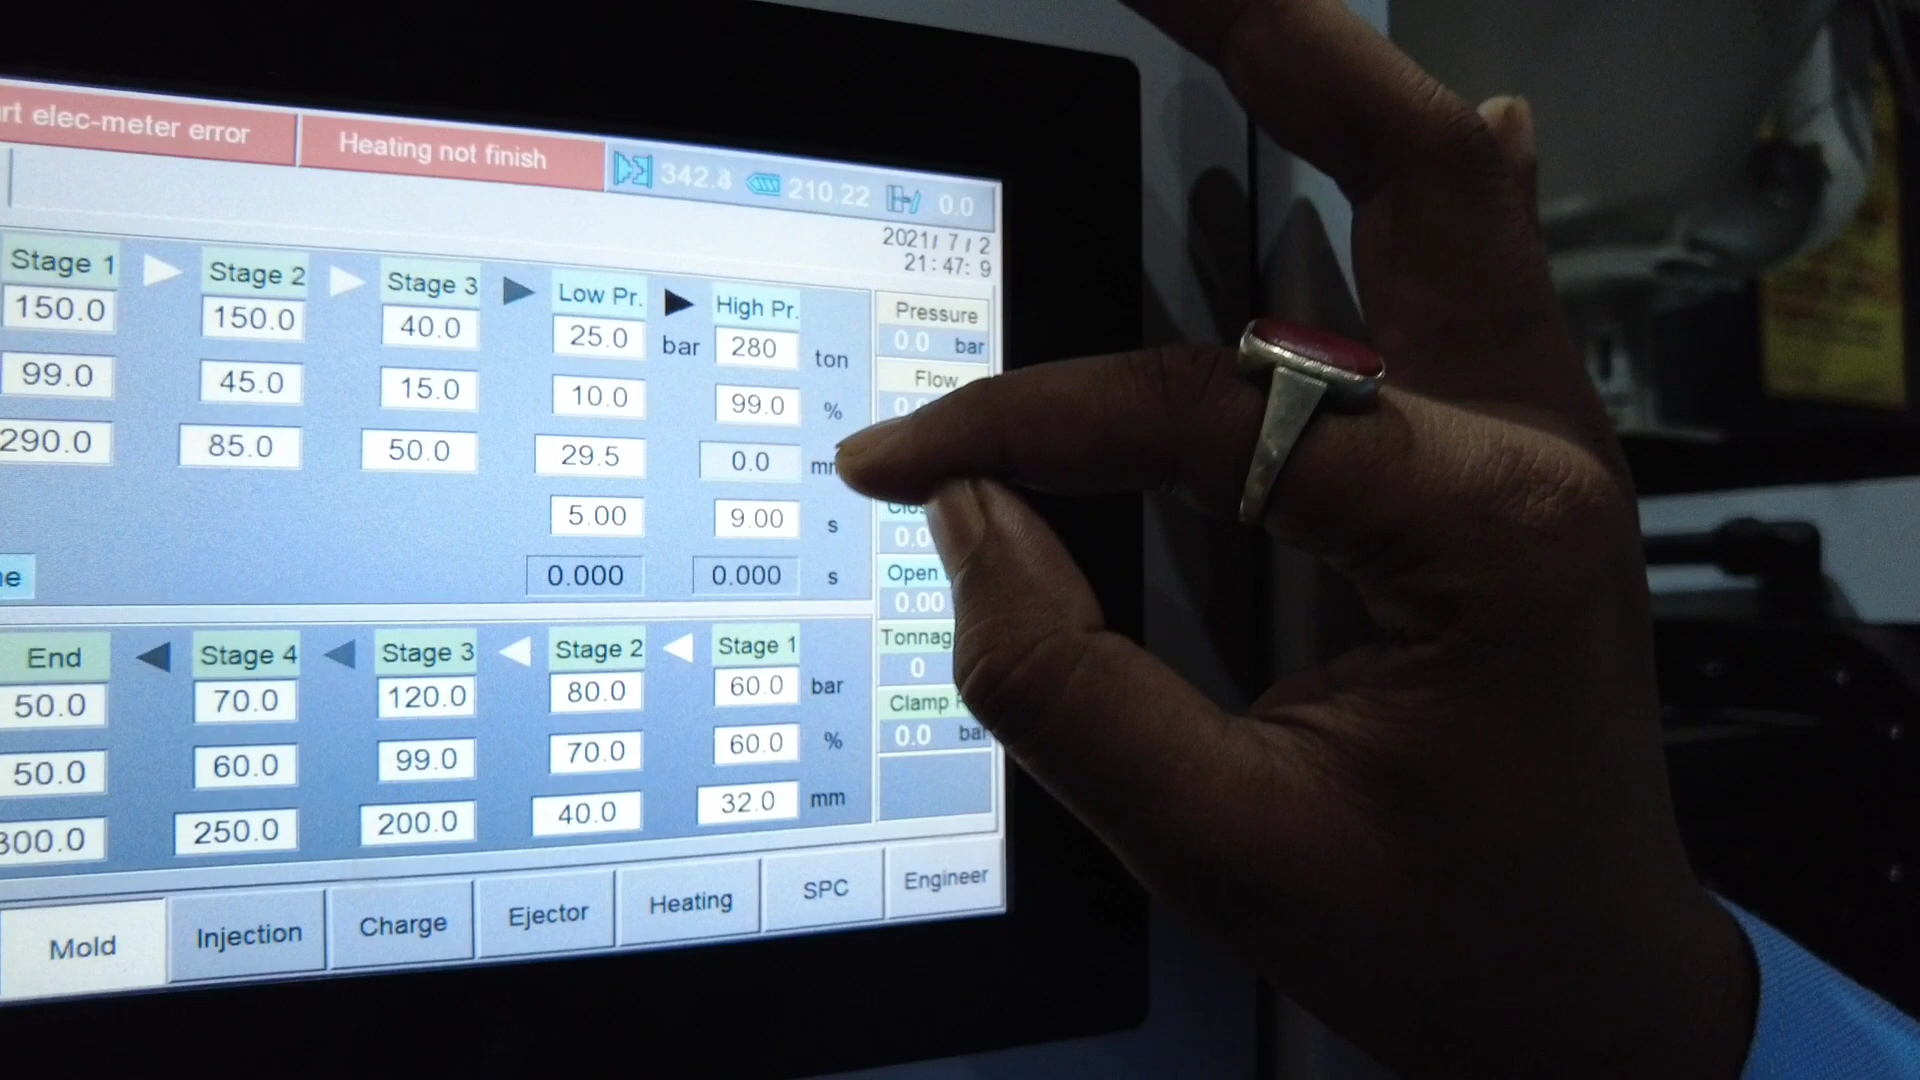 rt elec-meter error Heating not finish 342.3 210.22 0.0
2021/ 7 / 2
21:47: 9
Stage 1 Stage 2 Stage 3 Low Pr. High Pr. Pressure
150.0 150.0 40.0 25.0 bar 280 ton 0.0 bar
99.0 45.0 15.0 10.0 99.0 % Flow
290.0 85.0 50.0 29.5 0.0
5.00 9.00 s
0.000 0.000 s Open
0.00
End Stage 4 Stage 3 Stage 2 Stage 1 Tonnag
50.0 70.0 120.0 80.0 60.0 bar 0
50.0 60.0 99.0 70.0 60.0 % Clamp
0.0 bar
300.0 250.0 200.0 40.0 32.0 mm
Mold Injection Charge Ejector Heating SPC Engineer